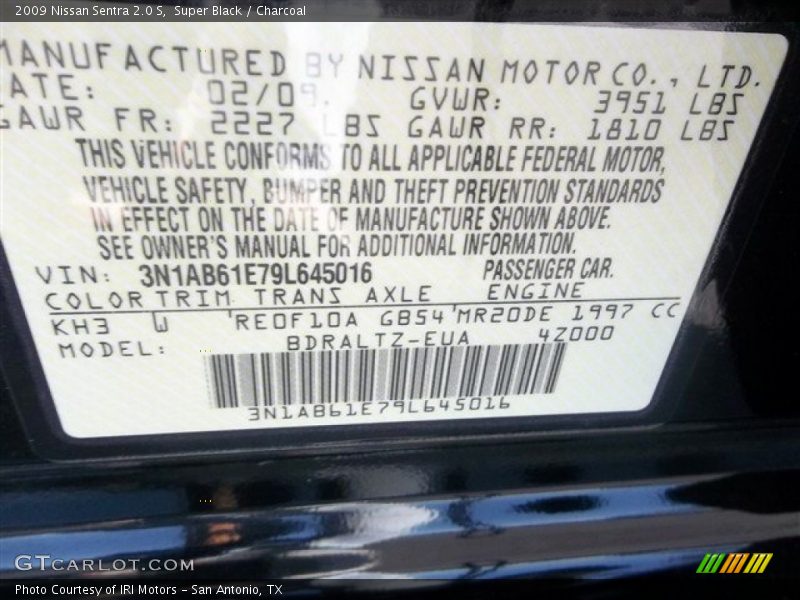 2009 Nissan Sentra 2.0 S, Super Black / Charcoal
MANUFACTURED BY NISSAN MOTOR CO., LTD.
DATE: 02/09. GVWR: 3951 LBS
GAWR FR: 2227 LBS GAWR RR: 1810 LBS
THIS VEHICLE CONFORMS TO ALL APPLICABLE FEDERAL MOTOR,
VEHICLE SAFETY, BUMPER AND THEFT PREVENTION STANDARDS
IN EFFECT ON THE DATE OF MANUFACTURE SHOWN ABOVE.
SEE OWNER'S MANUAL FOR ADDITIONAL INFORMATION.
VIN: 3N1AB61E79L645016 PASSENGER CAR.
COLOR TRIM TRANS AXLE ENGINE
KH3 W 'RE0F10A GB54'MR20DE 1997 CC
MODEL: BDRALTZ-EUA 4Z000
3N1AB61E79L645016
GTCARLOT.COM
Photo Courtesy of IRI Motors – San Antonio, TX